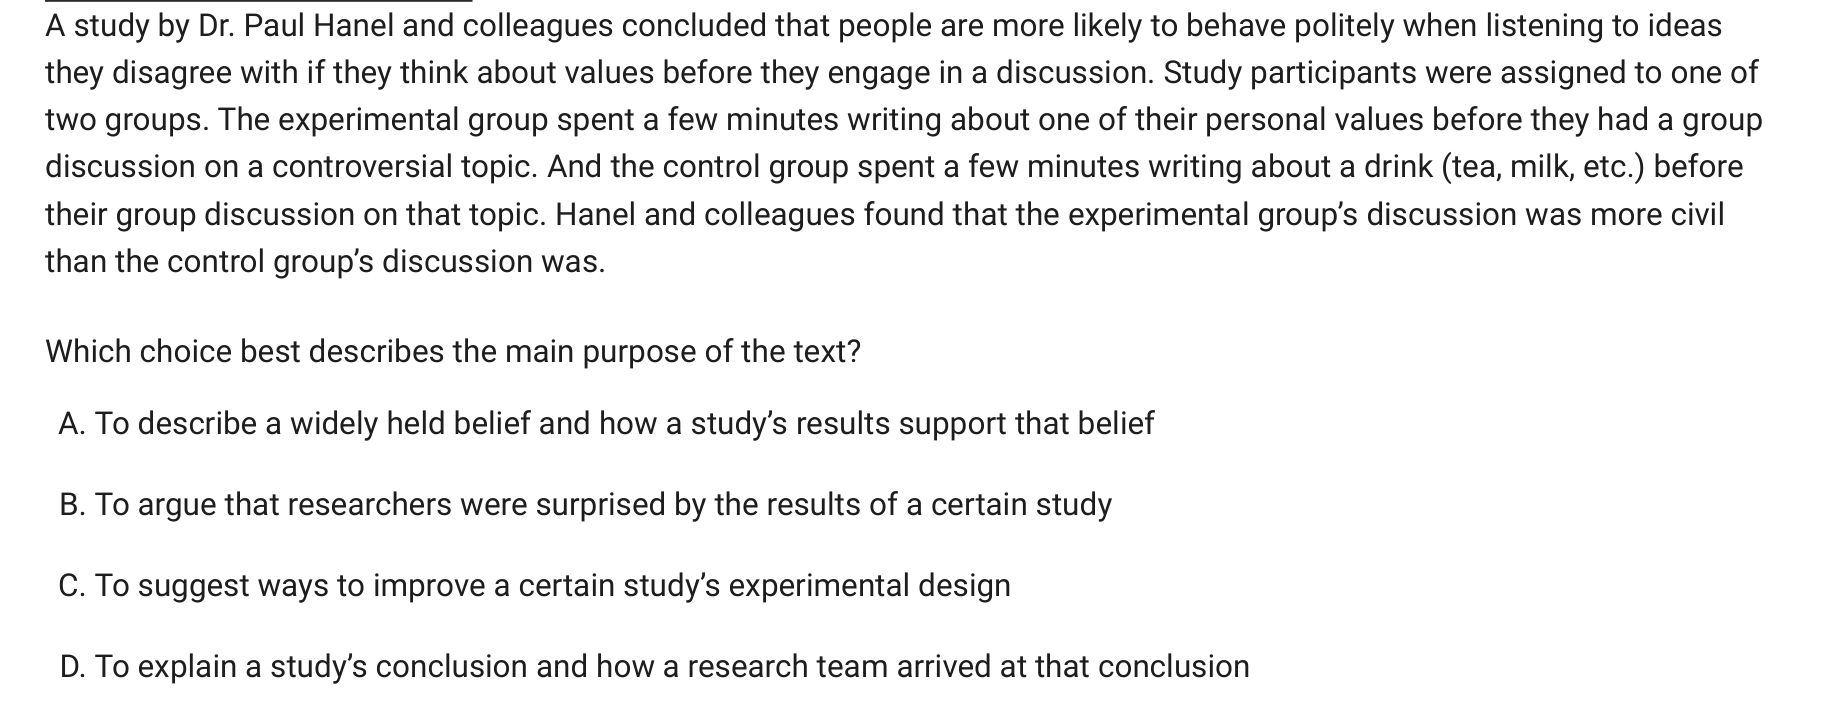 A study by Dr. Paul Hanel and colleagues concluded that people are more likely to behave politely when listening to ideas
they disagree with if they think about values before they engage in a discussion. Study participants were assigned to one of
two groups. The experimental group spent a few minutes writing about one of their personal values before they had a group
discussion on a controversial topic. And the control group spent a few minutes writing about a drink (tea, milk, etc.) before
their group discussion on that topic. Hanel and colleagues found that the experimental group’s discussion was more civil
than the control group’s discussion was.
Which choice best describes the main purpose of the text?
A. To describe a widely held belief and how a study’s results support that belief
B. To argue that researchers were surprised by the results of a certain study
C. To suggest ways to improve a certain study’s experimental design
D. To explain a study’s conclusion and how a research team arrived at that conclusion